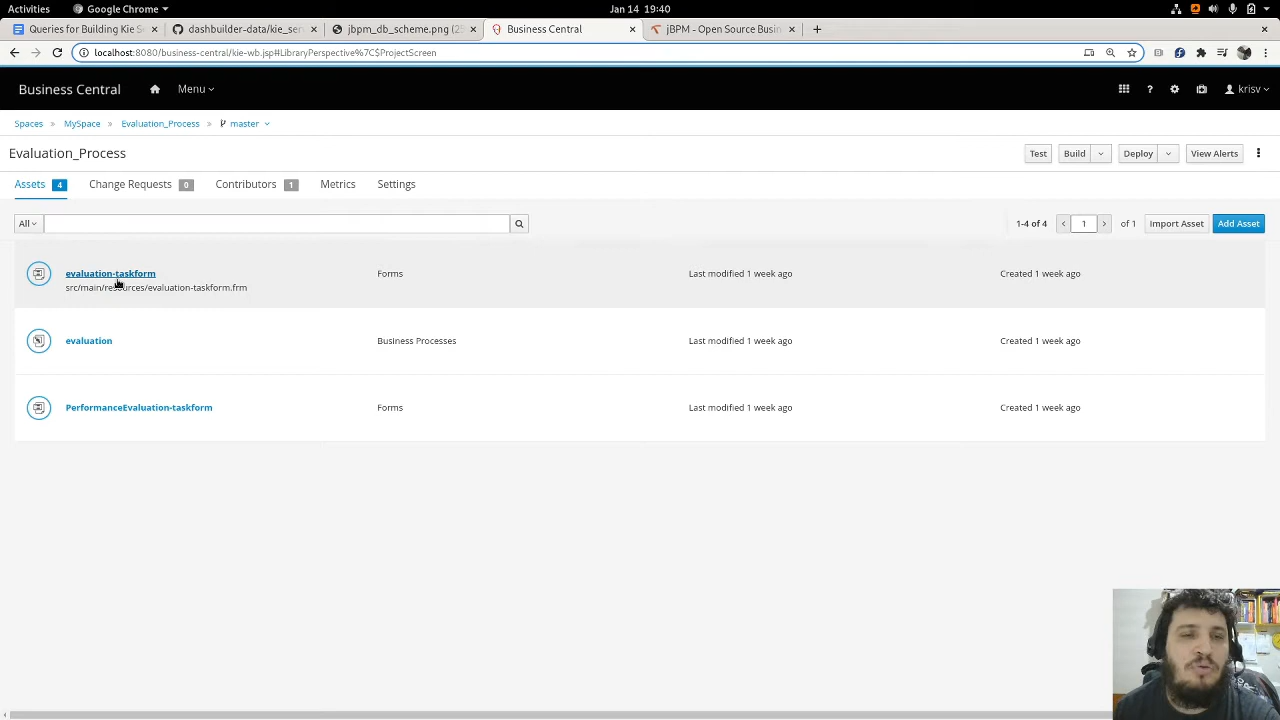 Activities
Google Chrome
Jan 14 19:40
Queries for Building Kie S
dashbuilder-data/kie_serv
jbpm_db_scheme.png (25
Business Central
jBPM - Open Source Busin
localhost:8080/business-central/kie-wb.jsp#LibraryPerspective%7C$ProjectScreen
Business Central
Menu
krisv
Spaces » MySpace » Evaluation_Process » master
Evaluation_Process
Test
Build
Deploy
View Alerts
Assets 4
Change Requests 0
Contributors 1
Metrics
Settings
All
1-4 of 4
1
of 1
Import Asset
Add Asset
evaluation-taskform
src/main/resources/evaluation-taskform.frm
Forms
Last modified 1 week ago
Created 1 week ago
evaluation
Business Processes
Last modified 1 week ago
Created 1 week ago
PerformanceEvaluation-taskform
Forms
Last modified 1 week ago
Created 1 week ago